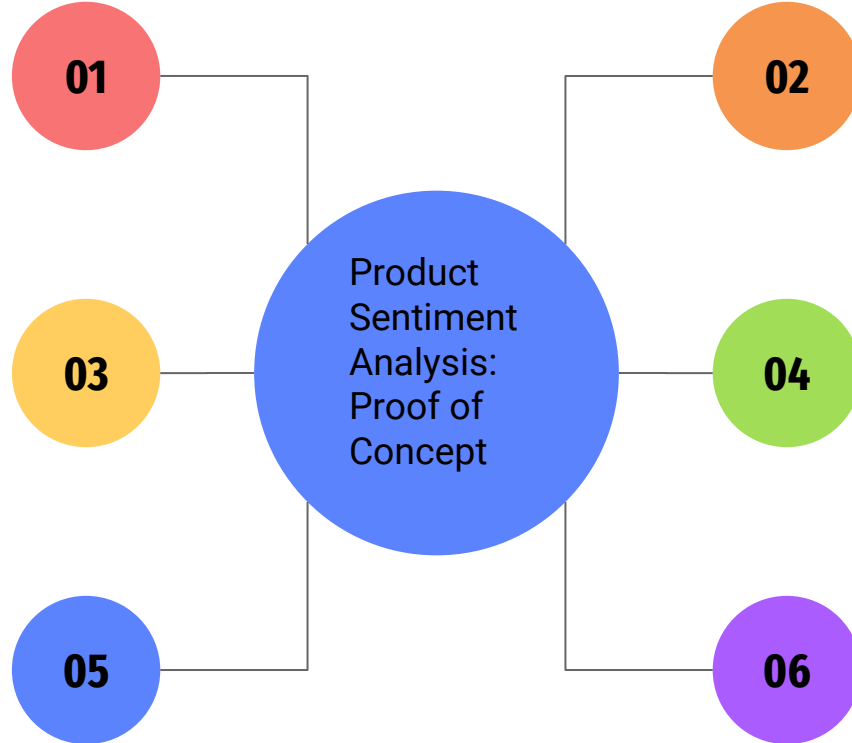 01
02
Product
Sentiment
Analysis:
Proof of
Concept
03
04
05
06